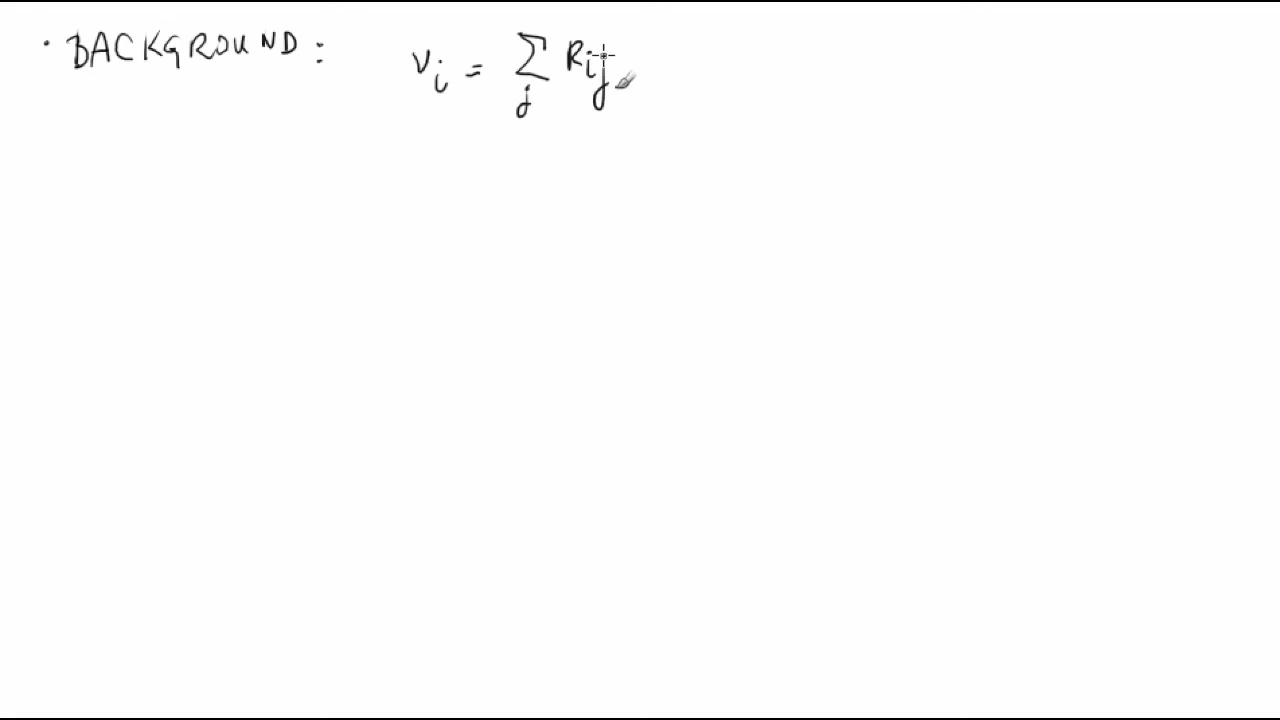 · BACKGROUND: v_i = Σ_j R_ij